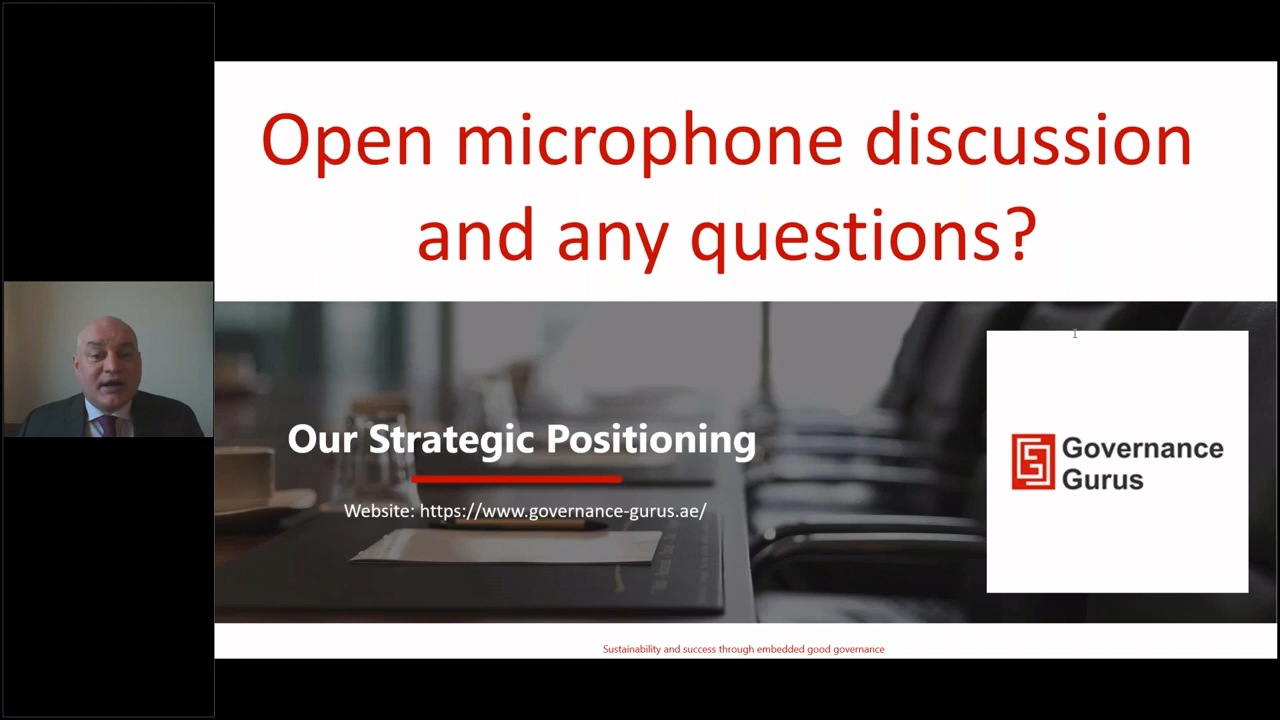 Open microphone discussion
and any questions?
Our Strategic Positioning
Website: https://www.governance-gurus.ae/
Governance
Gurus
Sustainability and success through embedded good governance